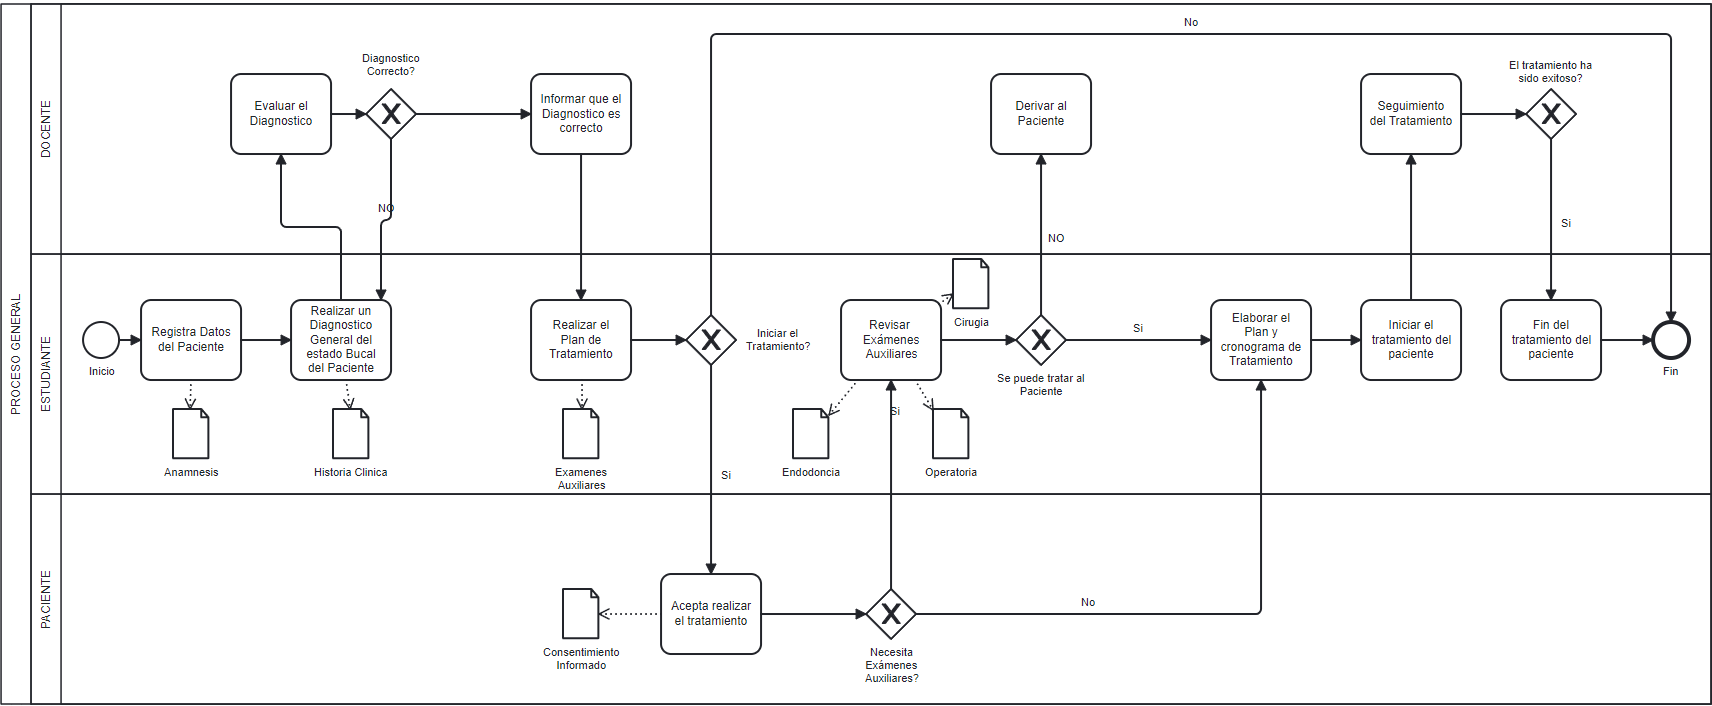 PROCESO GENERAL
DOCENTE
No
Diagnostico
Correcto?
El tratamiento ha
sido exitoso?
Evaluar el
Diagnostico
Informar que el
Diagnostico es
correcto
Derivar al
Paciente
Seguimiento
del Tratamiento
NO
NO
Si
ESTUDIANTE
Inicio
Registra Datos
del Paciente
Realizar un
Diagnostico
General del
estado Bucal
del Paciente
Realizar el
Plan de
Tratamiento
Iniciar el
Tratamiento?
Revisar
Exámenes
Auxiliares
Cirugia
Se puede tratar al
Paciente
Si
Elaborar el
Plan y
cronograma de
Tratamiento
Iniciar el
tratamiento del
paciente
Fin del
tratamiento del
paciente
Fin
Anamnesis
Historia Clinica
Examenes
Auxiliares
Si
Endodoncia
Si
Operatoria
PACIENTE
Acepta realizar
el tratamiento
Consentimiento
Informado
Necesita
Exámenes
Auxiliares?
No